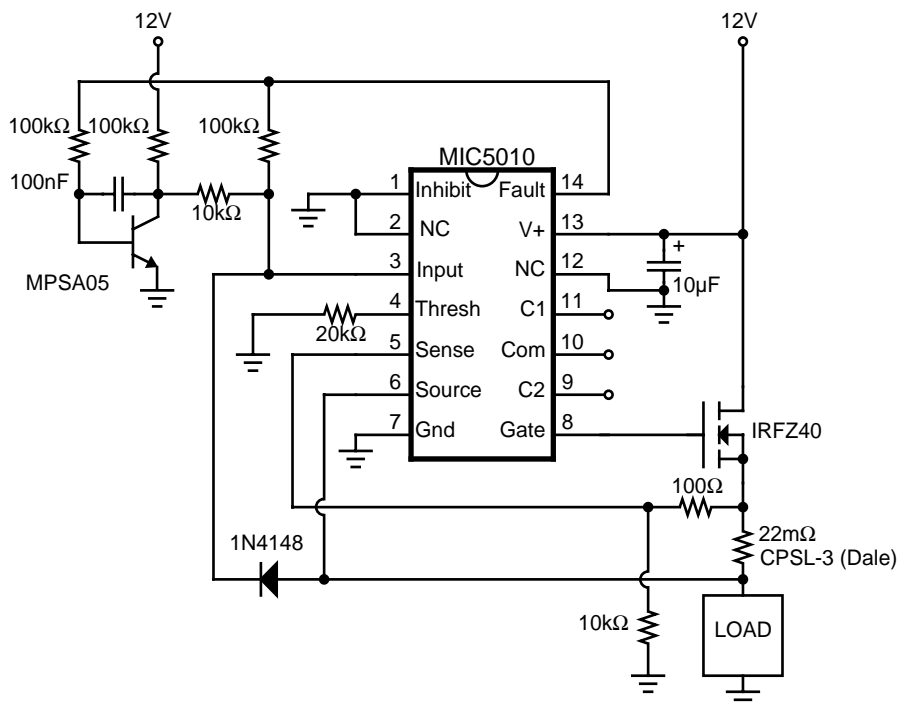 12V
12V
100kΩ
100kΩ
100kΩ
MIC5010
100nF
10kΩ
1
Inhibit
Fault
14
2
NC
V+
13
MPSA05
3
Input
NC
12
+
10µF
4
Thresh
C1
11
20kΩ
5
Sense
Com
10
6
Source
C2
9
7
Gnd
Gate
8
IRFZ40
100Ω
22mΩ
CPSL-3 (Dale)
1N4148
10kΩ
LOAD